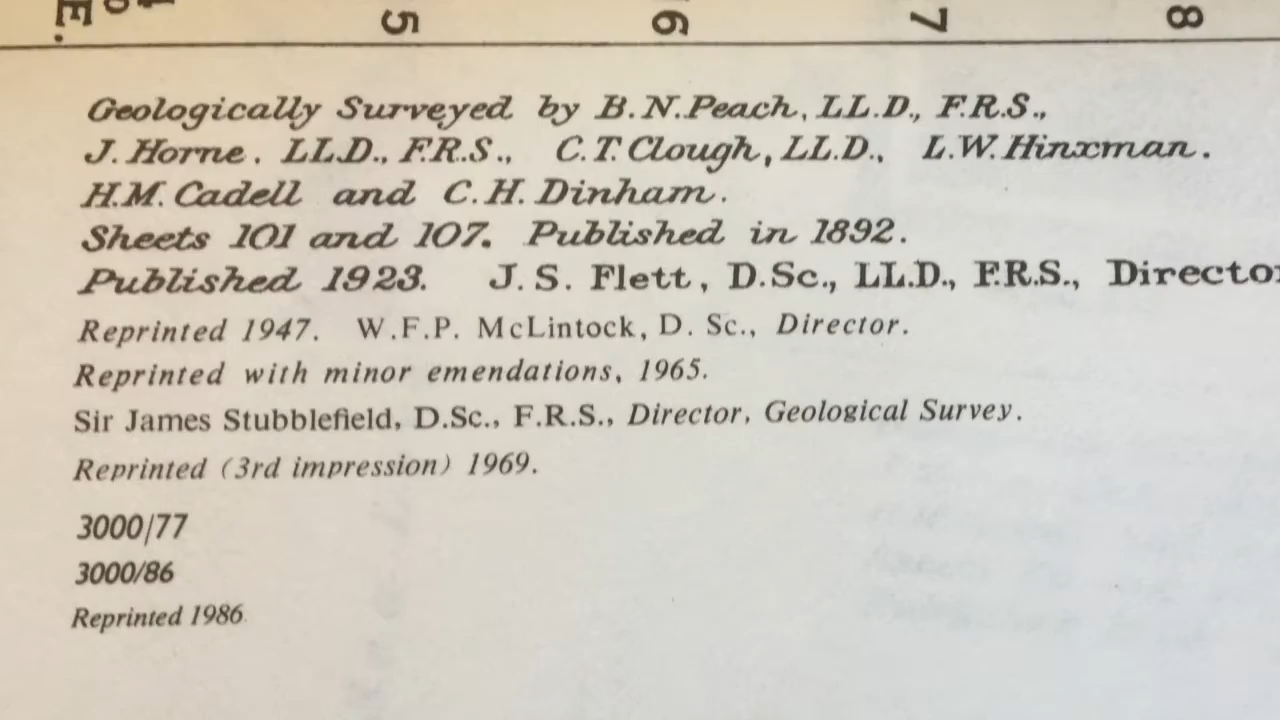 E. 5 6 7 8
Geologically Surveyed by B.N.Peach, LL.D., F.R.S.,
J. Horne. LL.D., F.R.S., C.T. Clough, LL.D., L.W. Hinxman.
H.M. Cadell and C.H. Dinham.
Sheets 101 and 107. Published in 1892.
Published 1923. J.S. Flett, D.Sc., LL.D., F.R.S., Director
Reprinted 1947. W.F.P. McLintock, D. Sc., Director.
Reprinted with minor emendations, 1965.
Sir James Stubblefield, D.Sc., F.R.S., Director, Geological Survey.
Reprinted (3rd impression) 1969.
3000/77
3000/86
Reprinted 1986.